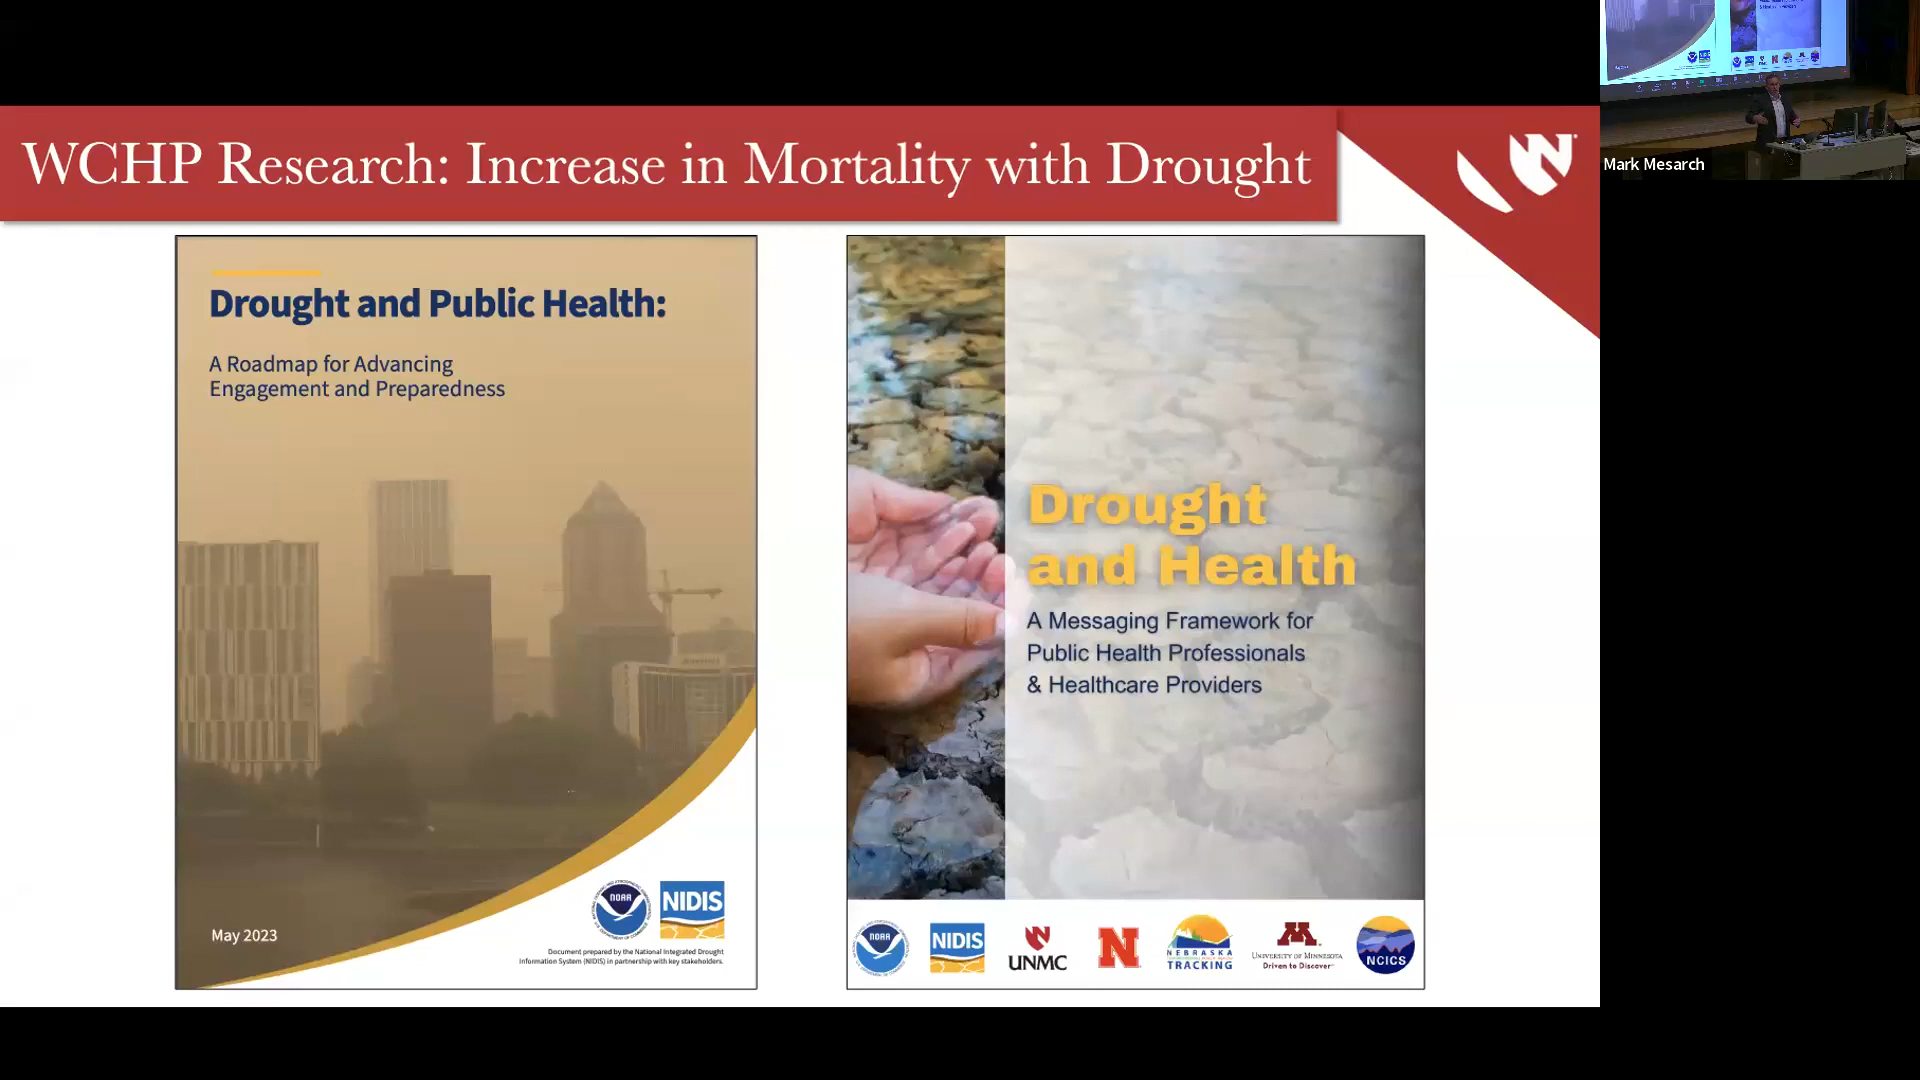 WCHP Research: Increase in Mortality with Drought
Mark Mesarch
Drought and Public Health:
A Roadmap for Advancing
Engagement and Preparedness
May 2023
NOAA
NIDIS
Document prepared by the National Integrated Drought
Information System (NIDIS) in partnership with key stakeholders.
Drought
and Health
A Messaging Framework for
Public Health Professionals
& Healthcare Providers
NOAA
NIDIS
UNMC
N
NEBRASKA
TRACKING
M
UNIVERSITY OF MINNESOTA
Driven to Discover
NCICS